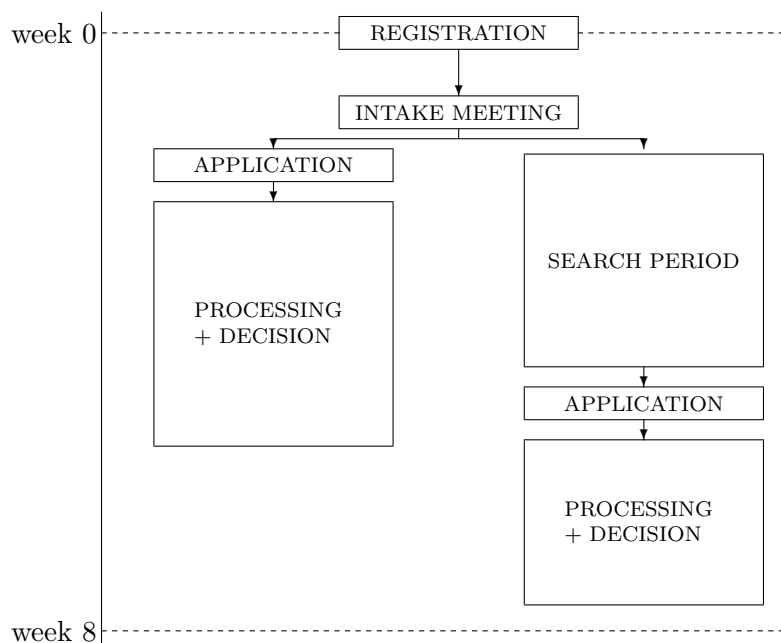 week 0
REGISTRATION
INTAKE MEETING
APPLICATION
PROCESSING
+ DECISION
SEARCH PERIOD
APPLICATION
PROCESSING
+ DECISION
week 8